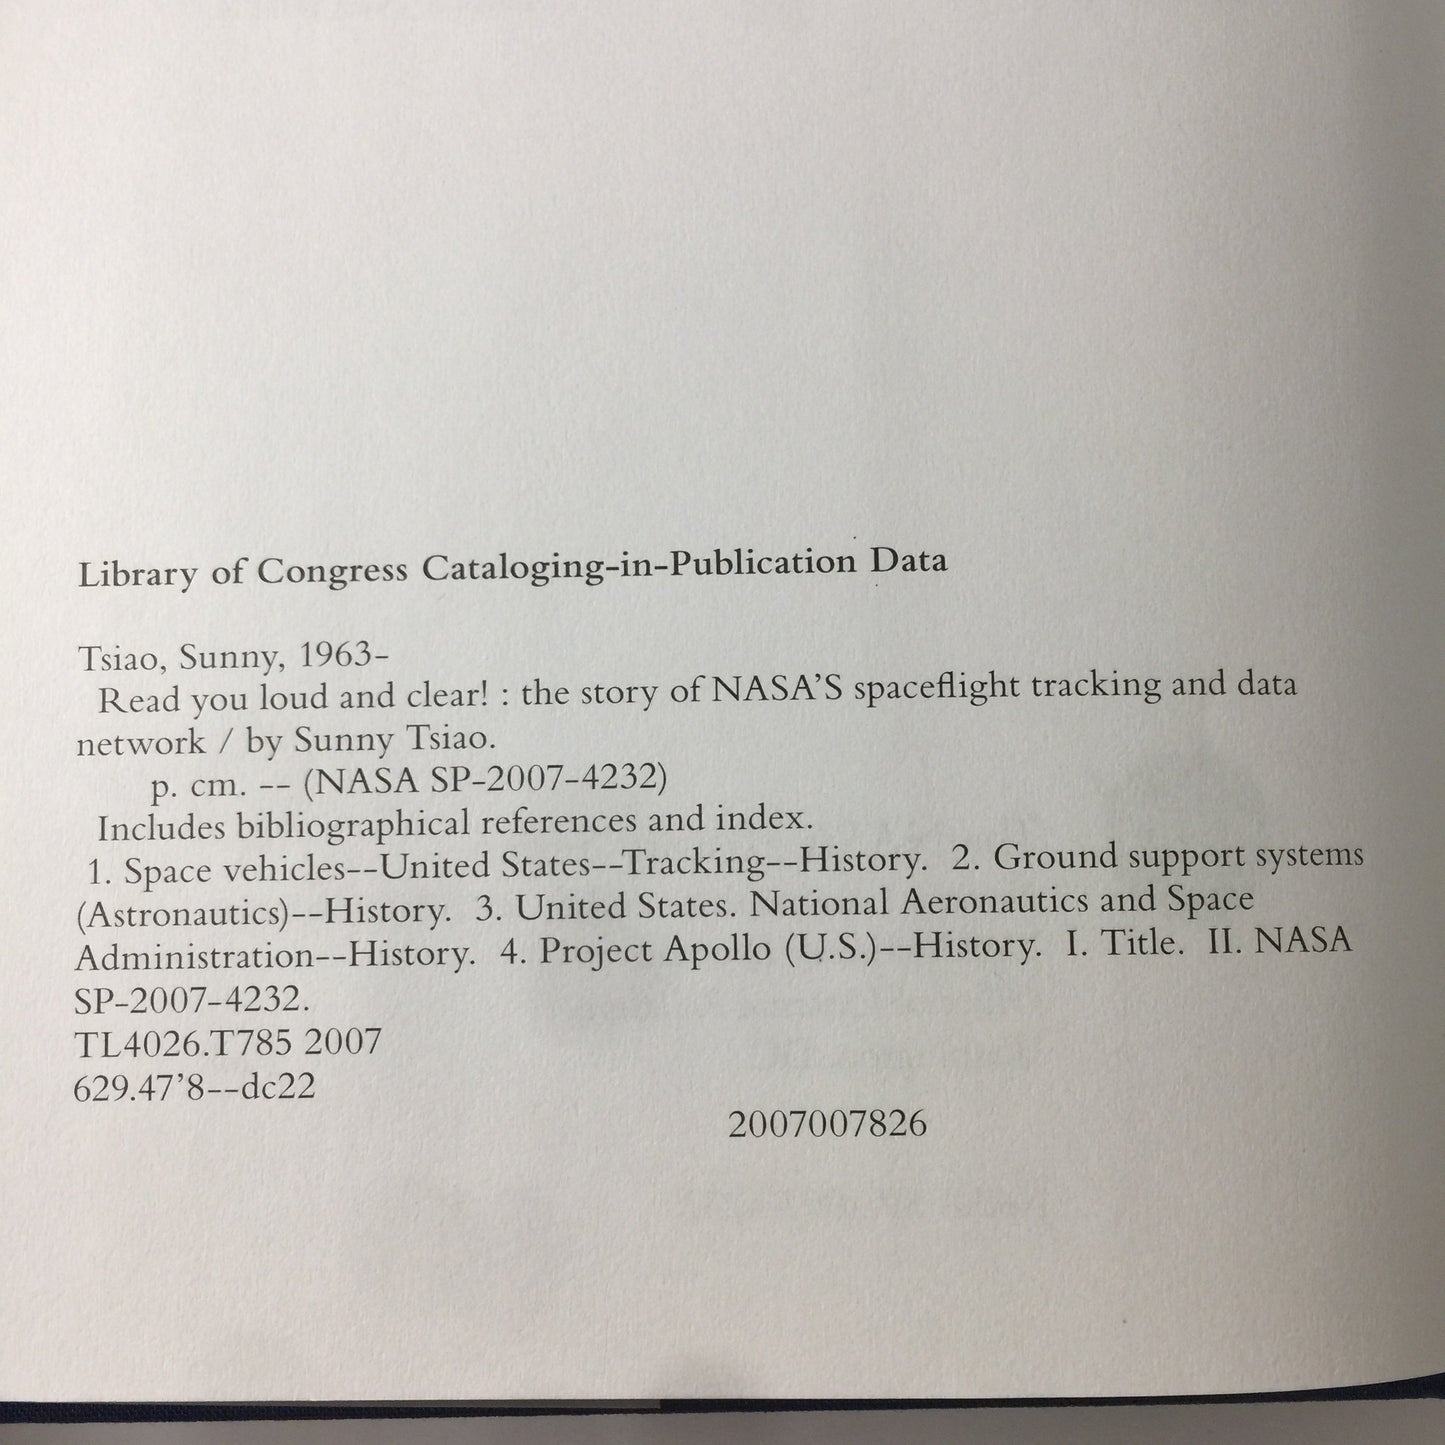 Library of Congress Cataloging-in-Publication Data
Tsiao, Sunny, 1963-
Read you loud and clear! : the story of NASA'S spaceflight tracking and data
network / by Sunny Tsiao.
p. cm. -- (NASA SP-2007-4232)
Includes bibliographical references and index.
1. Space vehicles--United States--Tracking--History. 2. Ground support systems
(Astronautics)--History. 3. United States. National Aeronautics and Space
Administration--History. 4. Project Apollo (U.S.)--History. I. Title. II. NASA
SP-2007-4232.
TL4026.T785 2007
629.47’8--dc22
2007007826